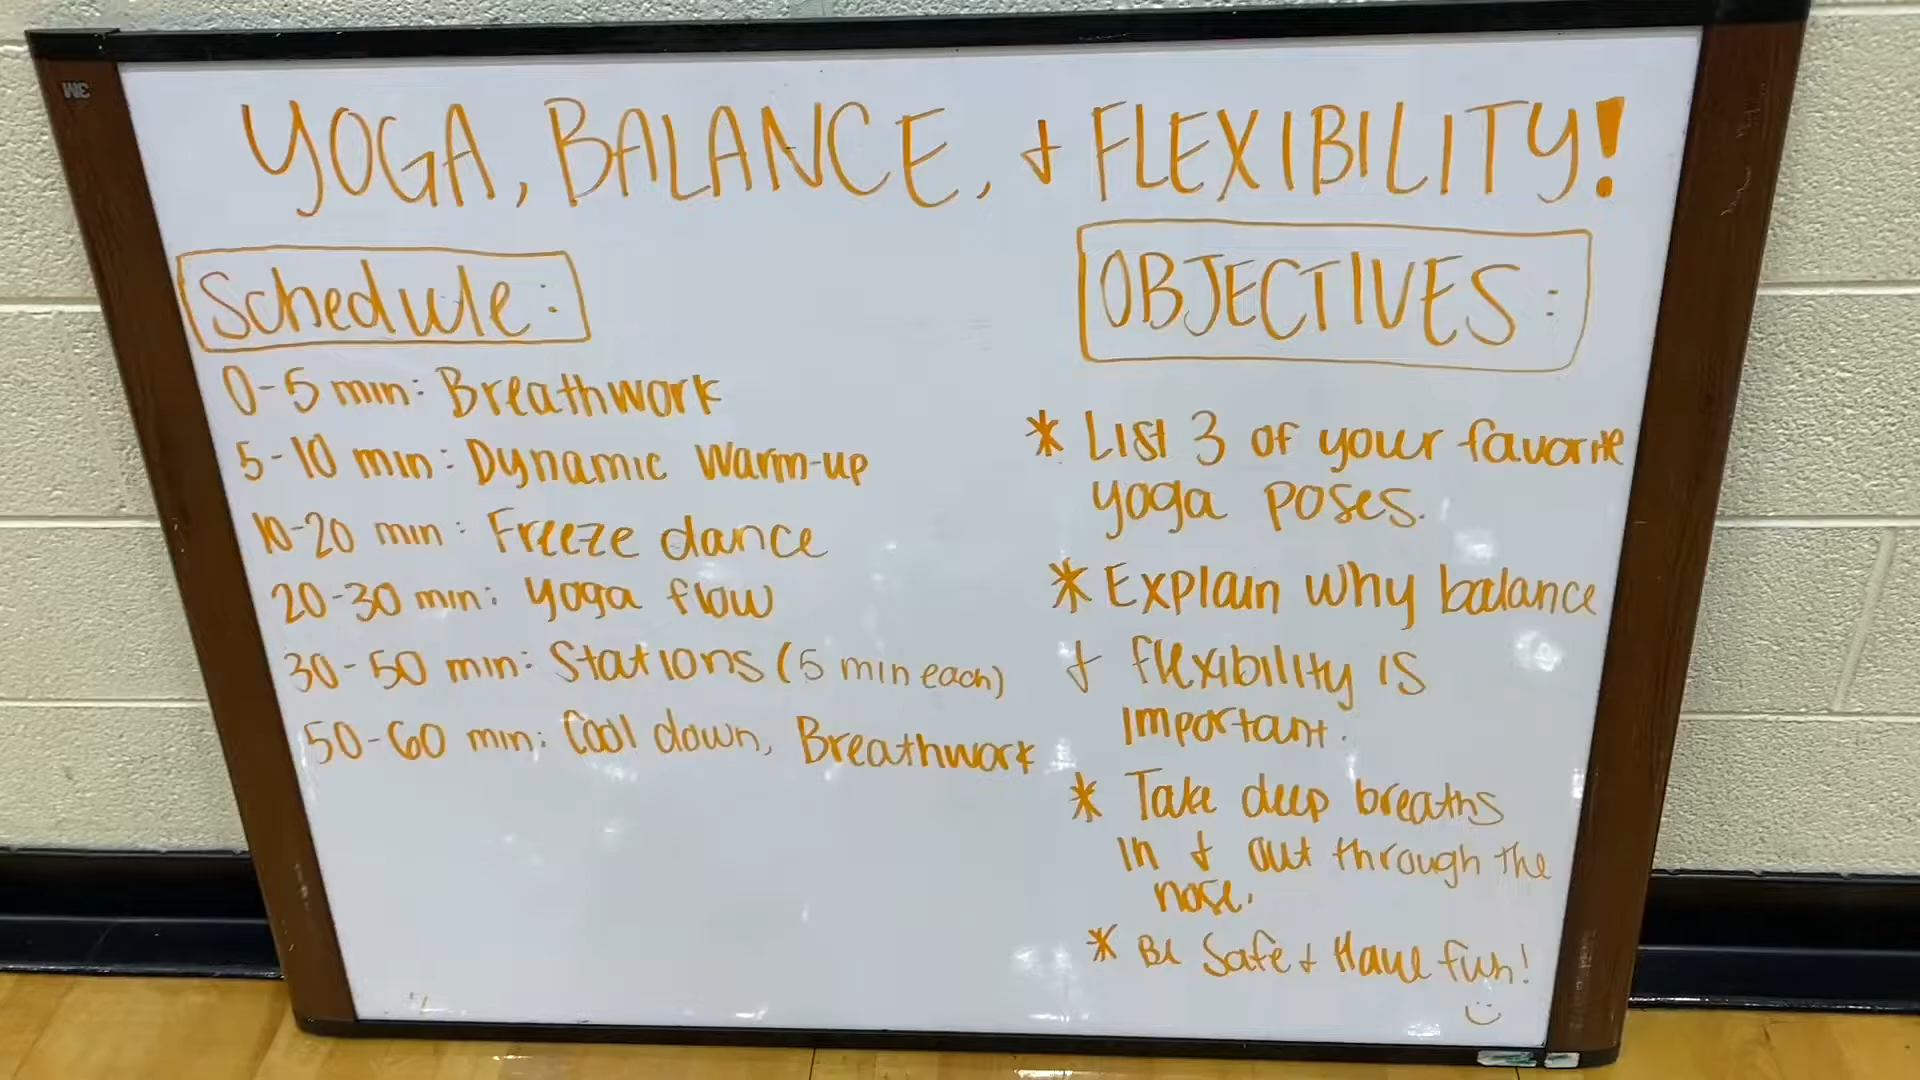 3M
YOGA, BALANCE, & FLEXIBILITY!
Schedule:
0-5 min: Breathwork
5-10 min: Dynamic Warm-up
10-20 min: Freeze dance
20-30 min: yoga flow
30-50 min: Stations (5 min each)
50-60 min: Cool down, Breathwork
OBJECTIVES:
* List 3 of your favorite
yoga poses.
* Explain why balance
& flexibility is
important.
* Take deep breaths
in & out through the
nose.
* Be Safe & Have fun!